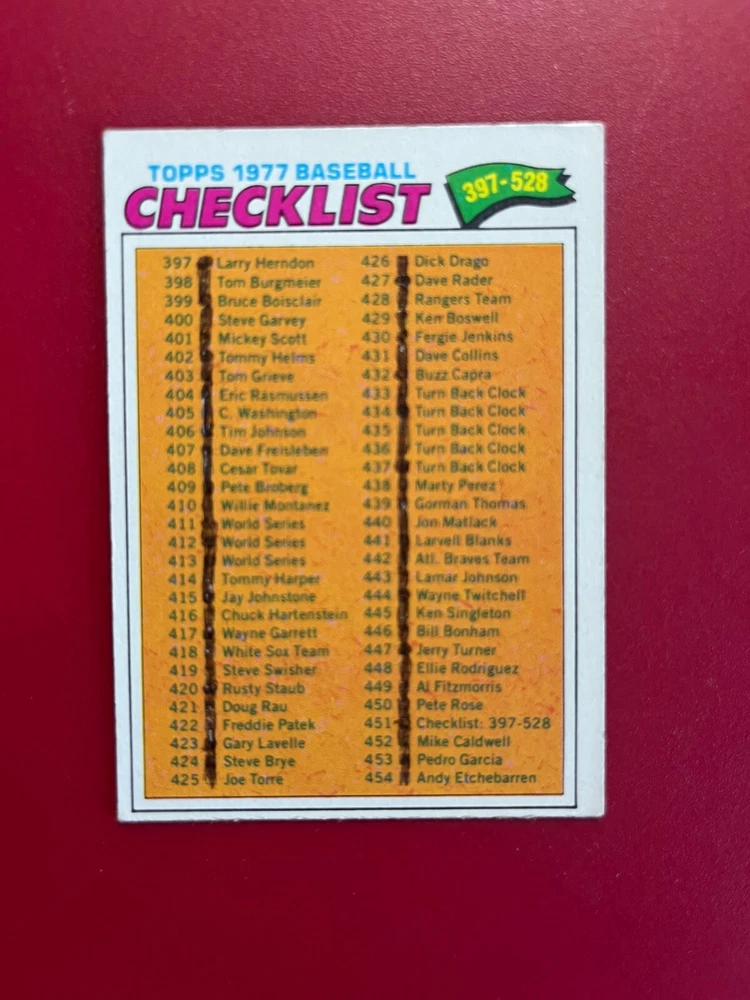 TOPPS 1977 BASEBALL
CHECKLIST
397-528
397 Larry Herndon
398 Tom Burgmeier
399 Bruce Boisclair
400 Steve Garvey
401 Mickey Scott
402 Tommy Helms
403 Tom Grieve
404 Eric Rasmussen
405 C. Washington
406 Tim Johnson
407 Dave Freisleben
408 Cesar Tovar
409 Pete Broberg
410 Willie Montanez
411 World Series
412 World Series
413 World Series
414 Tommy Harper
415 Jay Johnstone
416 Chuck Hartenstein
417 Wayne Garrett
418 White Sox Team
419 Steve Swisher
420 Rusty Staub
421 Doug Rau
422 Freddie Patek
423 Gary Lavelle
424 Steve Brye
425 Joe Torre
426 Dick Drago
427 Dave Rader
428 Rangers Team
429 Ken Boswell
430 Fergie Jenkins
431 Dave Collins
432 Buzz Capra
433 Turn Back Clock
434 Turn Back Clock
435 Turn Back Clock
436 Turn Back Clock
437 Turn Back Clock
438 Marty Perez
439 Gorman Thomas
440 Jon Matlack
441 Larvell Blanks
442 Atl. Braves Team
443 Lamar Johnson
444 Wayne Twitchell
445 Ken Singleton
446 Bill Bonham
447 Jerry Turner
448 Ellie Rodriguez
449 Al Fitzmorris
450 Pete Rose
451 Checklist: 397-528
452 Mike Caldwell
453 Pedro Garcia
454 Andy Etchebarren